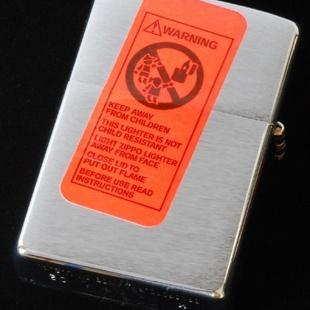 WARNING
KEEP AWAY
FROM CHILDREN
THIS LIGHTER IS NOT
CHILD RESISTANT
LIGHT ZIPPO LIGHTER
AWAY FROM FACE
CLOSE LID TO
PUT OUT FLAME
BEFORE USE READ
INSTRUCTIONS